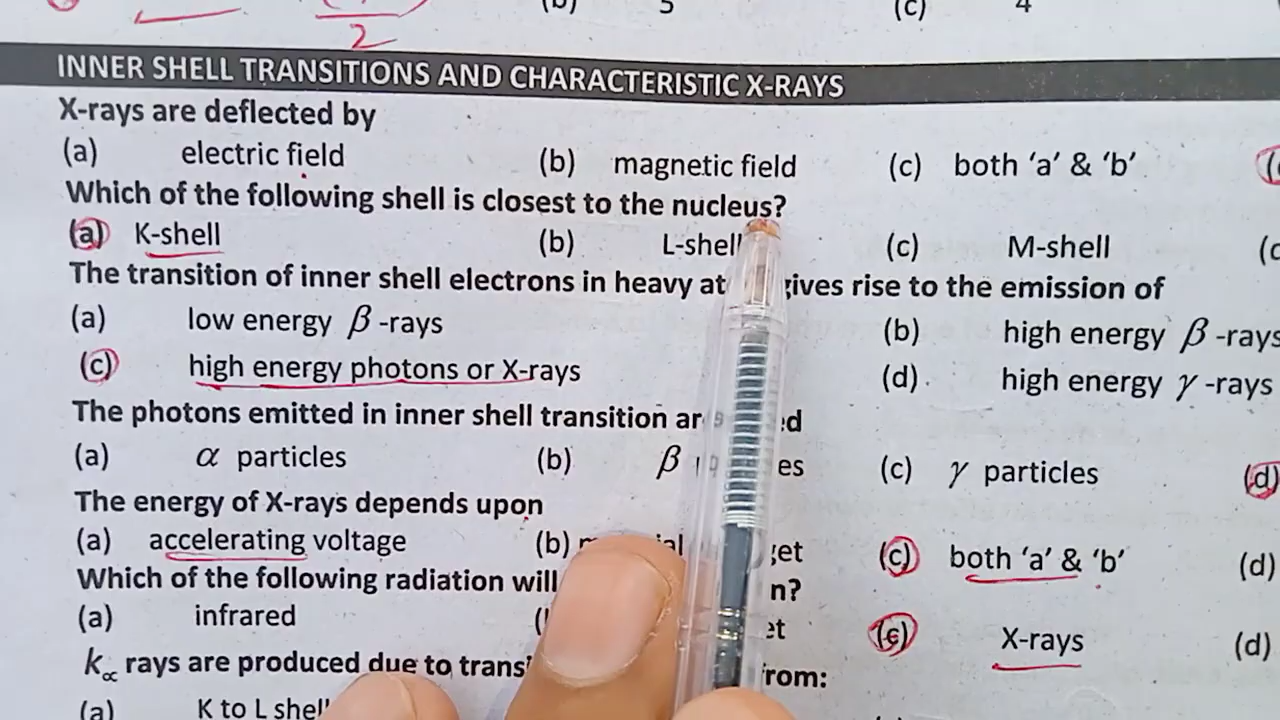 2
(b) 5 (c) 4
INNER SHELL TRANSITIONS AND CHARACTERISTIC X-RAYS
X-rays are deflected by
(a) electric field (b) magnetic field (c) both ‘a’ & ‘b’
Which of the following shell is closest to the nucleus?
(a) K-shell (b) L-shell (c) M-shell
The transition of inner shell electrons in heavy at gives rise to the emission of
(a) low energy β -rays (b) high energy β -rays
(c) high energy photons or X-rays (d) high energy γ -rays
The photons emitted in inner shell transition ar ed
(a) α particles (b) β es (c) γ particles (d)
The energy of X-rays depends upon
(a) accelerating voltage (b) ial get (c) both ‘a’ & ‘b’ (d)
Which of the following radiation will n?
(a) infrared et (c) X-rays (d)
k∝ rays are produced due to trans from:
(a) K to L shell